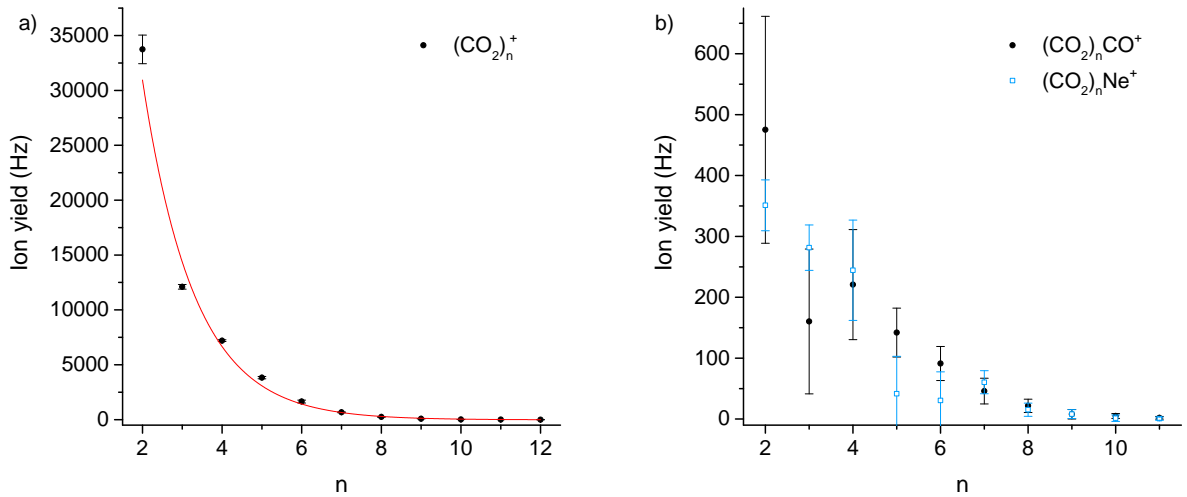 a)
(CO2)n+
Ion yield (Hz)
35000
30000
25000
20000
15000
10000
5000
0
2 4 6 8 10 12
n
b)
(CO2)nCO+
(CO2)nNe+
Ion yield (Hz)
600
500
400
300
200
100
0
2 4 6 8 10
n